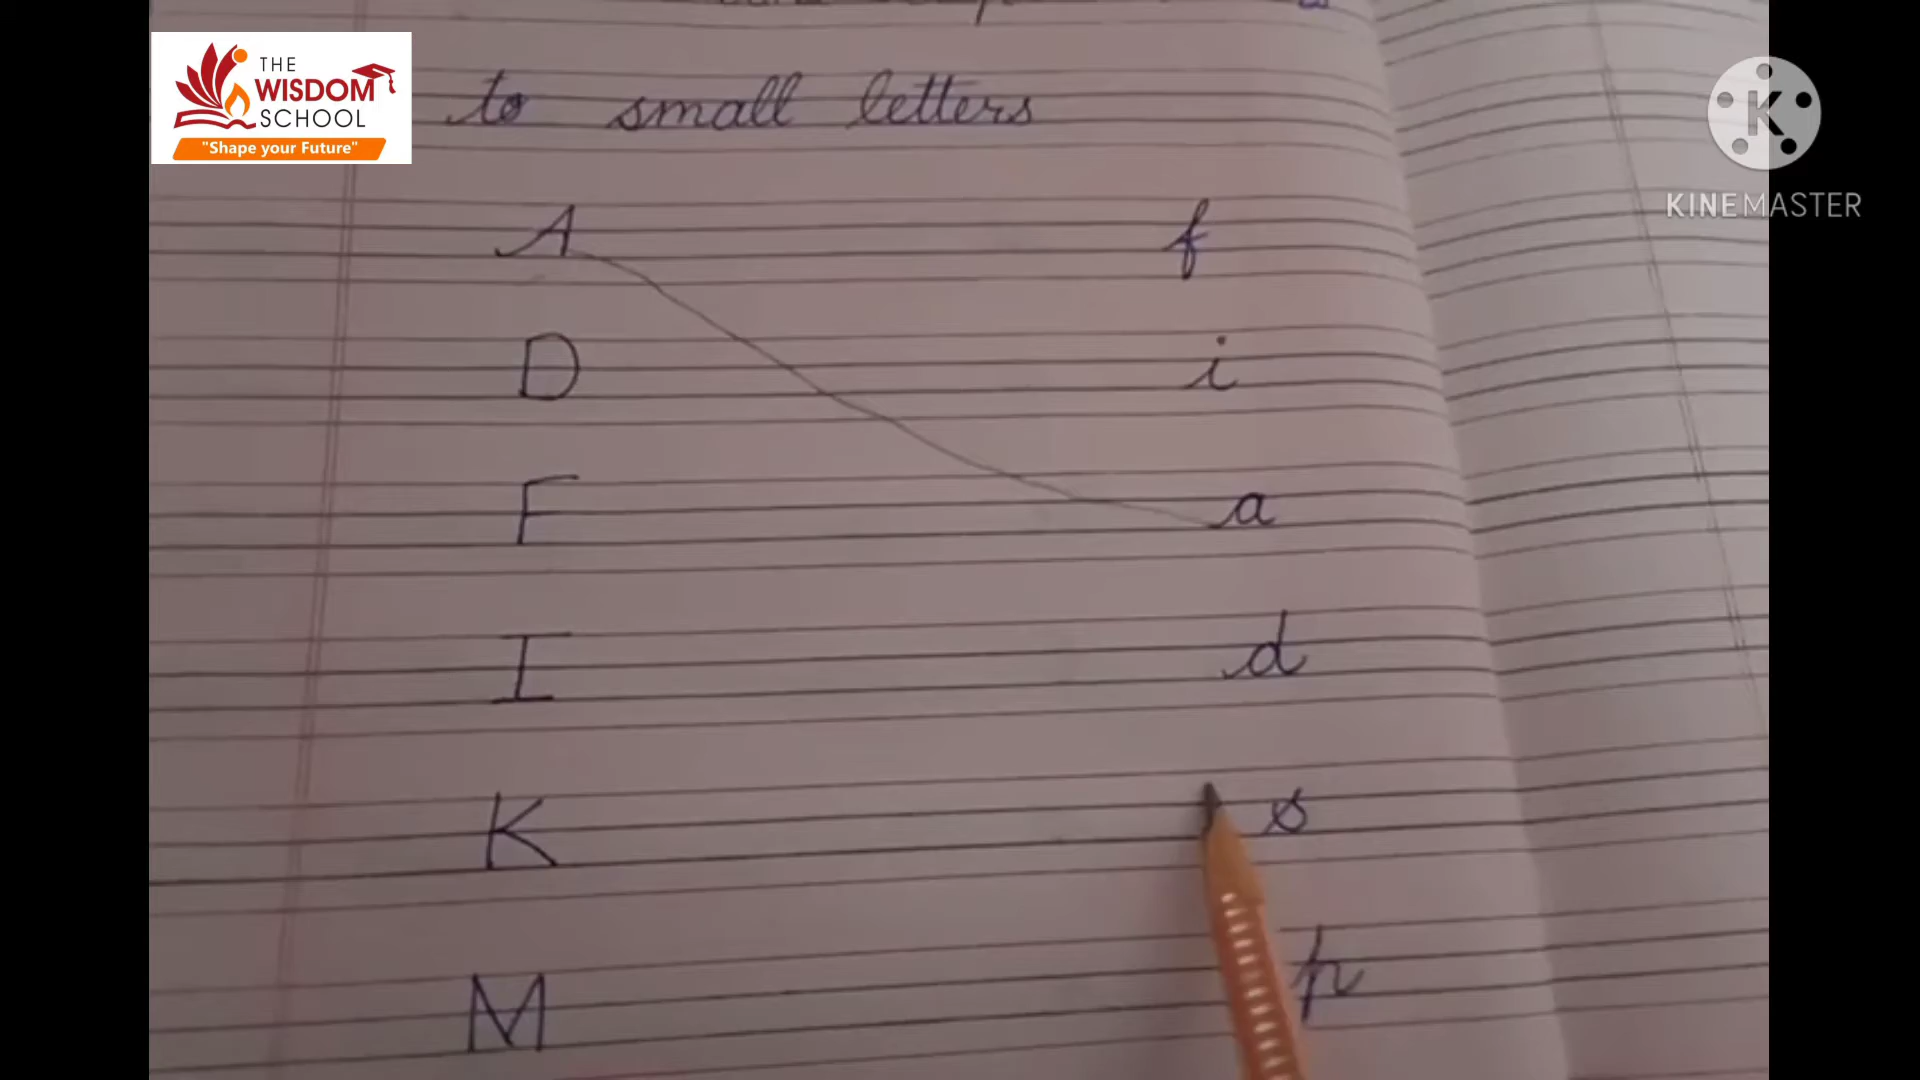 THE
WISDOM
SCHOOL
"Shape your Future"
KINEMASTER
to small letters
A f
D i
F a
I d
K s
M p